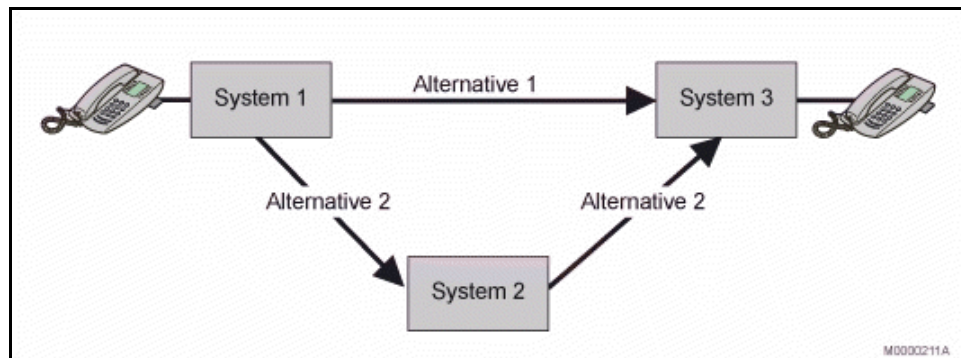 System 1
Alternative 1
System 3
Alternative 2
Alternative 2
System 2
M0000211A